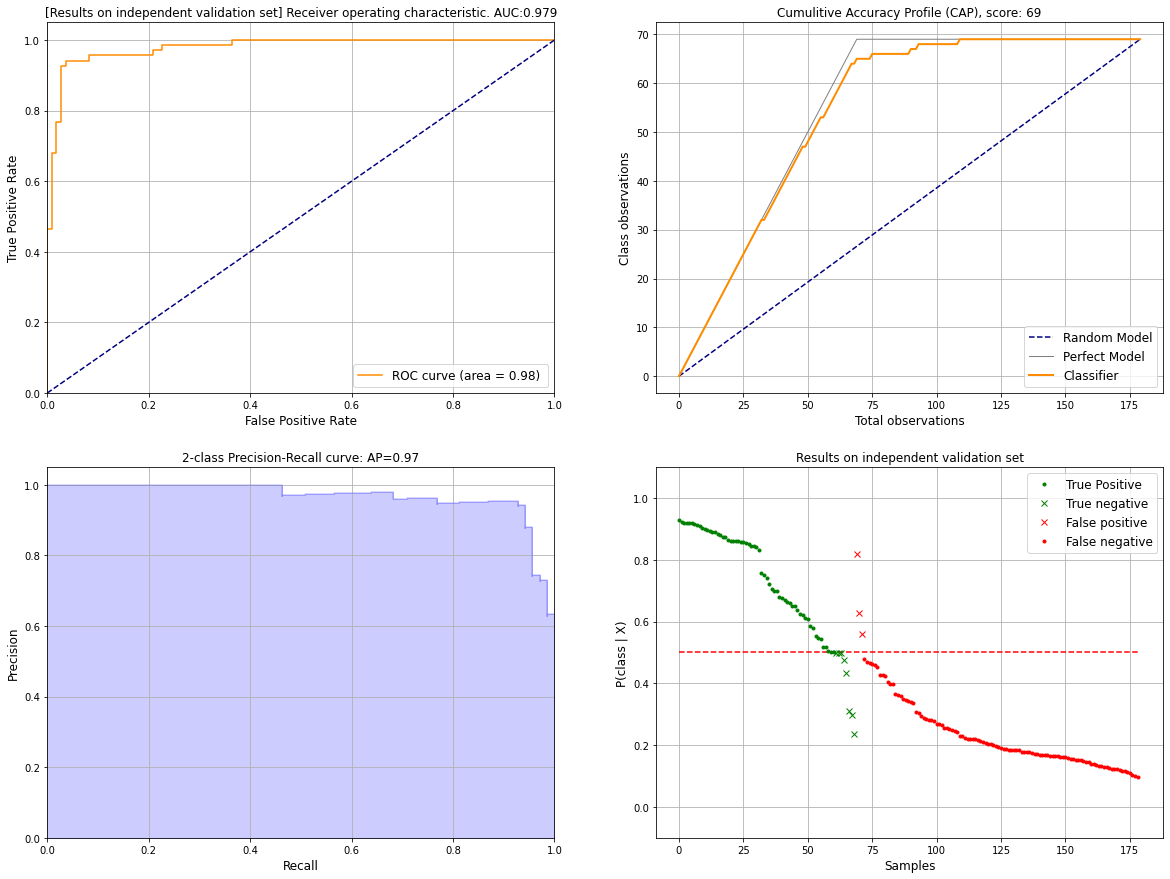 [Results on independent validation set] Receiver operating characteristic. AUC:0.979
1.0
0.8
0.6
0.4
0.2
0.0
True Positive Rate
0.0 0.2 0.4 0.6 0.8 1.0
False Positive Rate
ROC curve (area = 0.98)
Cumulitive Accuracy Profile (CAP), score: 69
70
60
50
40
30
20
10
0
Class observations
0 25 50 75 100 125 150 175
Total observations
Random Model
Perfect Model
Classifier
2-class Precision-Recall curve: AP=0.97
1.0
0.8
0.6
0.4
0.2
0.0
Precision
0.0 0.2 0.4 0.6 0.8 1.0
Recall
Results on independent validation set
1.0
0.8
0.6
0.4
0.2
0.0
P(class | X)
0 25 50 75 100 125 150 175
Samples
True Positive
True negative
False positive
False negative